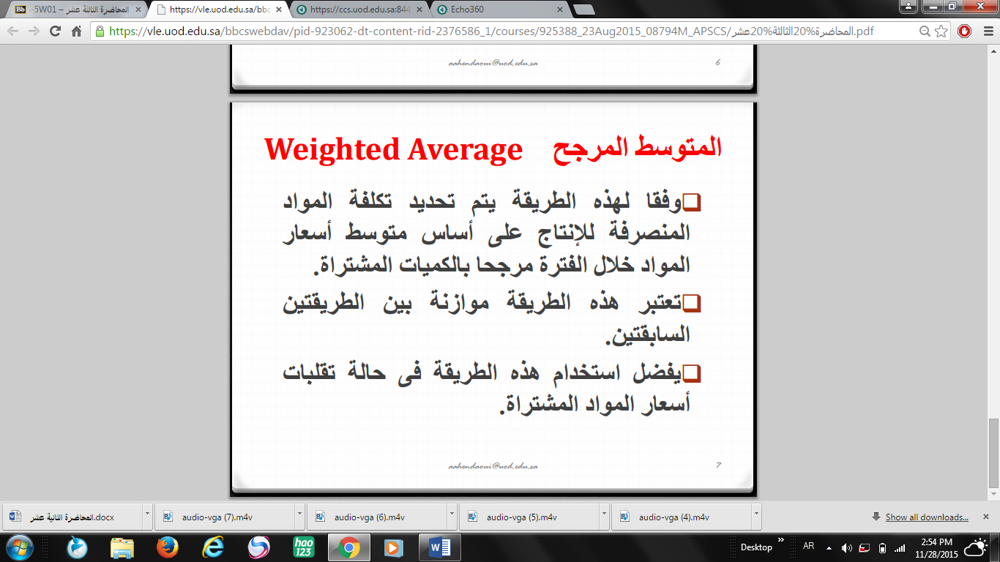 المحاضرة الثالثة عشر – 5W01-
https://vle.uod.edu.sa/bbc
https://ccs.uod.edu.sa:844
Echo360
https://vle.uod.edu.sa/bbcswebdav/pid-923062-dt-content-rid-2376586_1/courses/925388_23Aug2015_08794M_APSCS/المحاضرة%20الثالثة%20عشر.pdf
aahendaoui@uod.edu.sa
6
المتوسط المرجح Weighted Average
وفقا لهذه الطريقة يتم تحديد تكلفة المواد
المنصرفة للإنتاج على أساس متوسط أسعار
المواد خلال الفترة مرجحا بالكميات المشتراة.
تعتبر هذه الطريقة موازنة بين الطريقتين
السابقتين.
يفضل استخدام هذه الطريقة فى حالة تقلبات
أسعار المواد المشتراة.
aahendaoui@uod.edu.sa
7
المحاضرة الثانية عشر.docx
audio-vga (7).m4v
audio-vga (6).m4v
audio-vga (5).m4v
audio-vga (4).m4v
Show all downloads...
hao
123
Desktop
AR
2:54 PM
11/28/2015